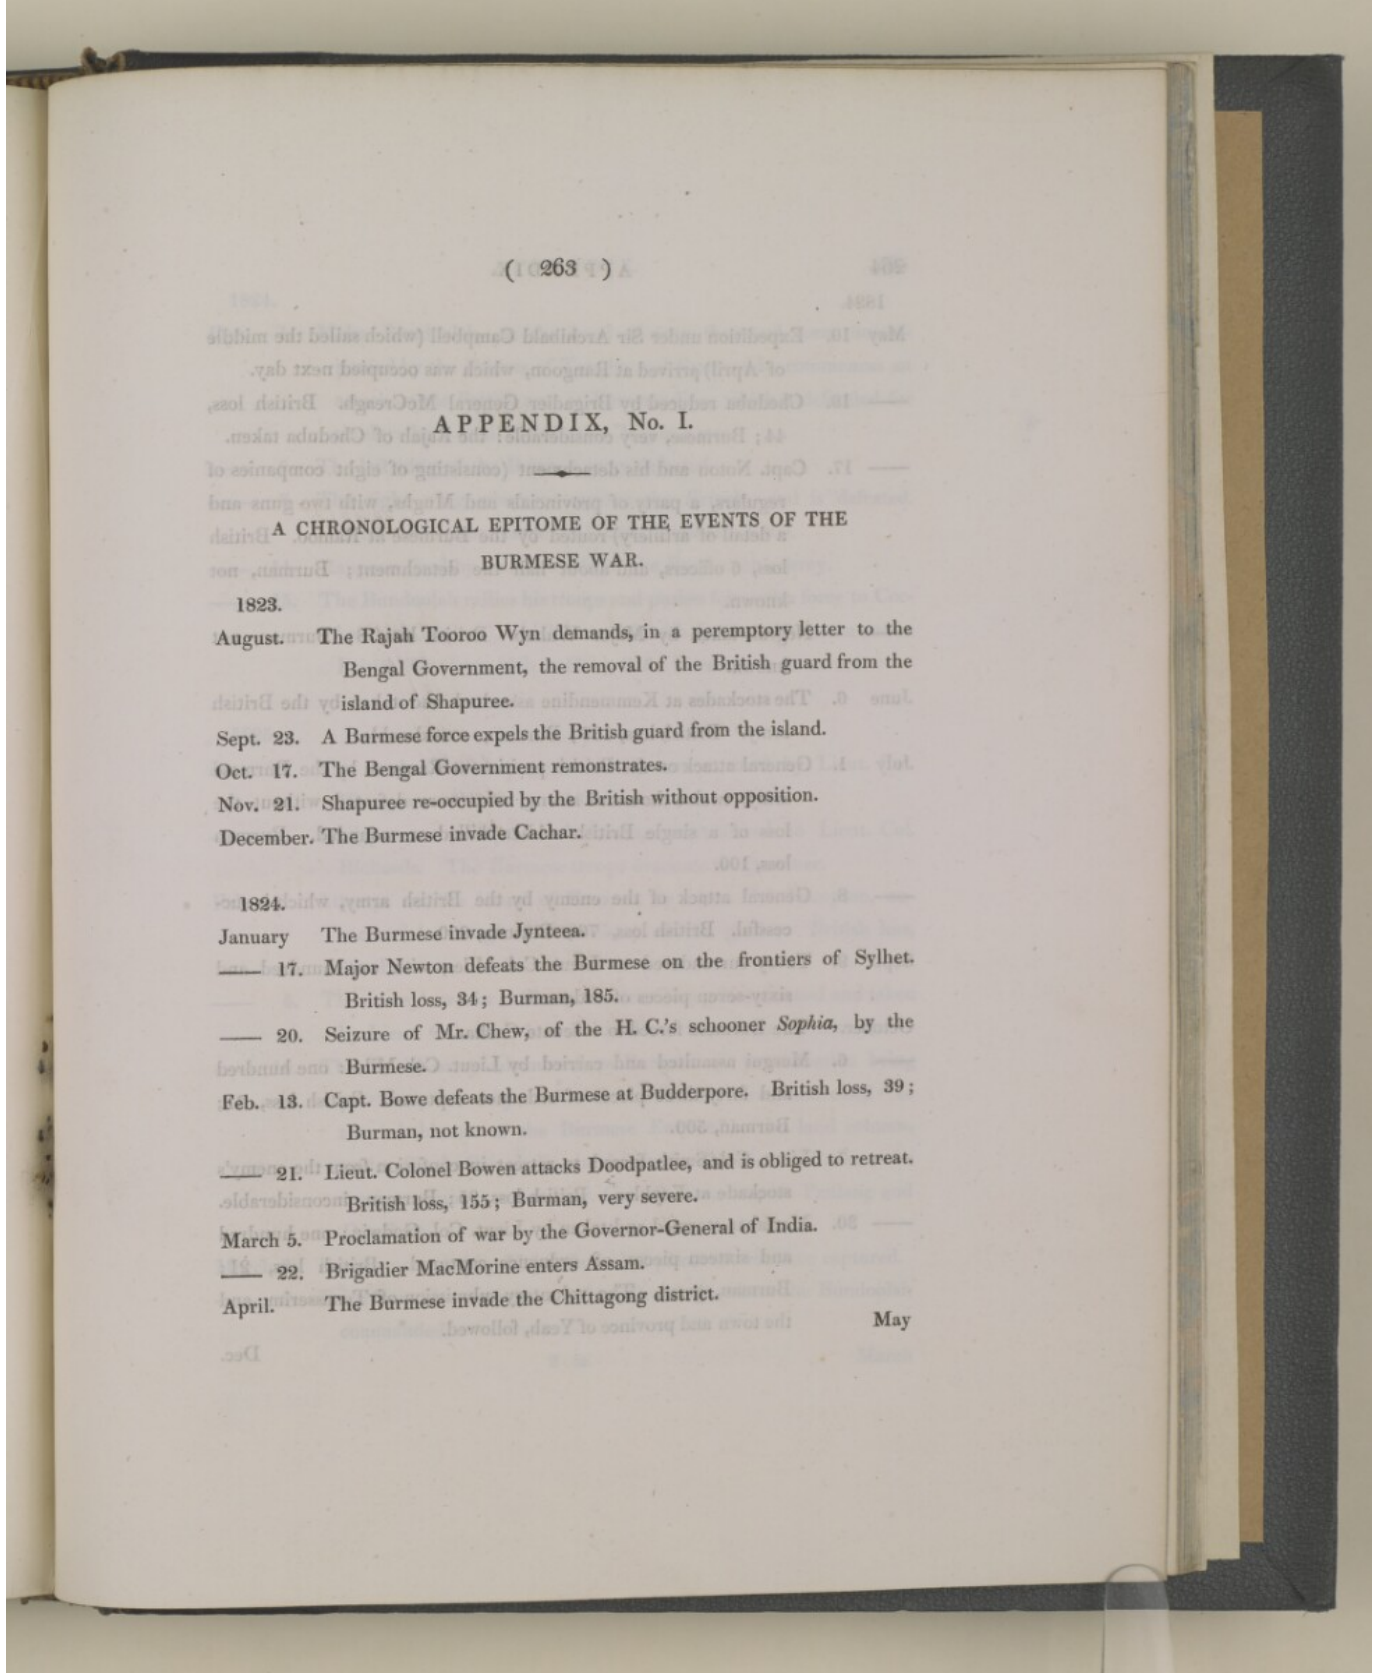 ( 263 )
APPENDIX, No. I.
A CHRONOLOGICAL EPITOME OF THE EVENTS OF THE
BURMESE WAR.
1823.
August. The Rajah Tooroo Wyn demands, in a peremptory letter to the
Bengal Government, the removal of the British guard from the
island of Shapuree.
Sept. 23. A Burmese force expels the British guard from the island.
Oct. 17. The Bengal Government remonstrates.
Nov. 21. Shapuree re-occupied by the British without opposition.
December. The Burmese invade Cachar.
1824.
January The Burmese invade Jynteea.
—— 17. Major Newton defeats the Burmese on the frontiers of Sylhet.
British loss, 34; Burman, 185.
—— 20. Seizure of Mr. Chew, of the H. C.'s schooner Sophia, by the
Burmese.
Feb. 13. Capt. Bowe defeats the Burmese at Budderpore. British loss, 39;
Burman, not known.
—— 21. Lieut. Colonel Bowen attacks Doodpatlee, and is obliged to retreat.
British loss, 155; Burman, very severe.
March 5. Proclamation of war by the Governor-General of India.
—— 22. Brigadier MacMorine enters Assam.
April. The Burmese invade the Chittagong district.
May